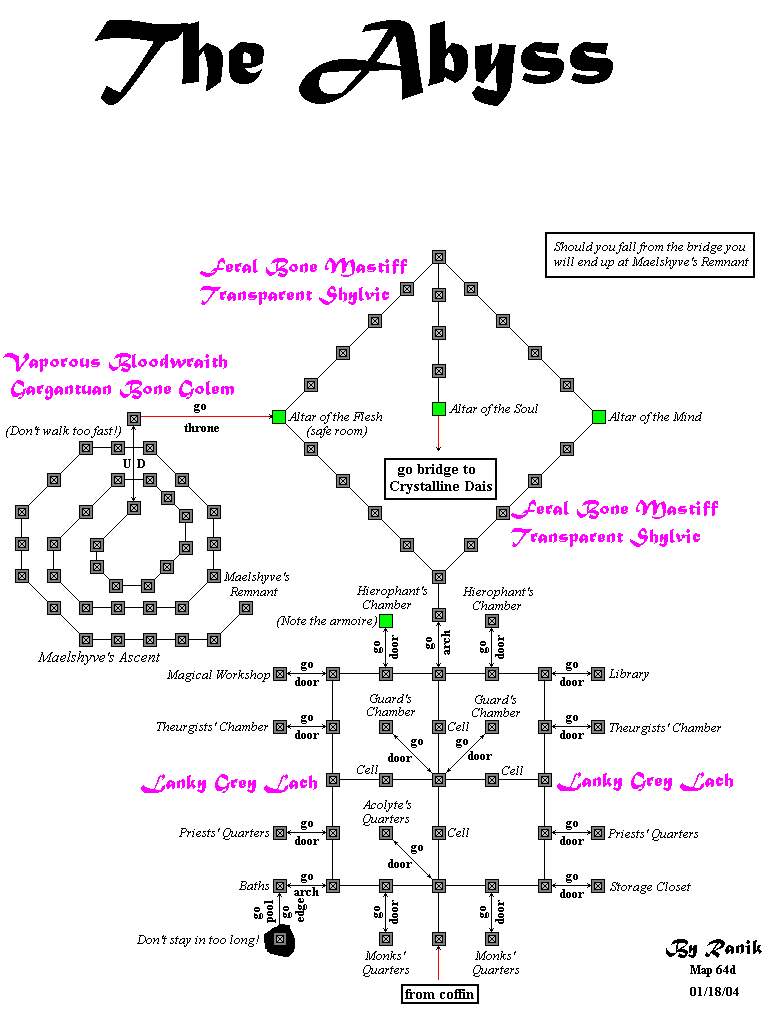 The Abyss
Should you fall from the bridge you
will end up at Maelshyve's Remnant
Feral Bone Mastiff
Transparent Shylvic
Vaporous Bloodwraith
Gargantuan Bone Golem
go
throne
(Don't walk too fast!)
U D
Altar of the Flesh
(safe room)
Altar of the Soul
Altar of the Mind
go bridge to
Crystalline Dais
Feral Bone Mastiff
Transparent Shylvic
Maelshyve's
Remnant
Maelshyve's Ascent
Hierophant's
Chamber
(Note the armoire)
Hierophant's
Chamber
go
door
go
arch
go
door
Magical Workshop
go
door
go
door
Library
Guard's
Chamber
Guard's
Chamber
Theurgists' Chamber
go
door
Cell
go
door
Theurgists' Chamber
go
door
go
door
Cell
Cell
Lanky Grey Lach
Lanky Grey Lach
Acolyte's
Quarters
Priests' Quarters
go
door
Cell
go
door
Priests' Quarters
go
door
Baths
go
arch
go
door
Storage Closet
go
pool
go
edge
go
door
go
door
Don't stay in too long!
Monks'
Quarters
Monks'
Quarters
from coffin
By Ranik
Map 64d
01/18/04